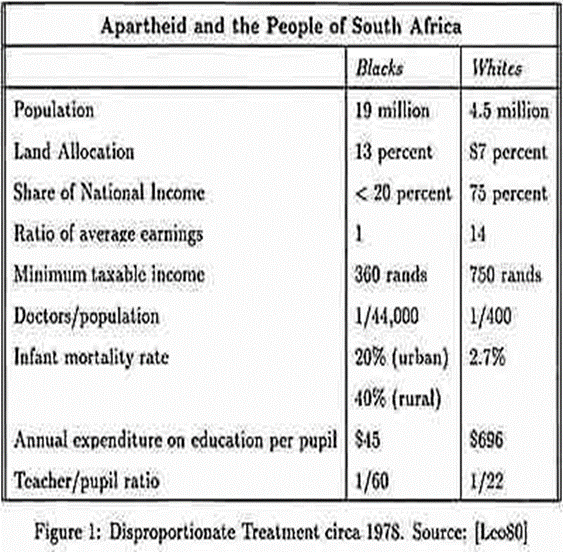 Apartheid and the People of South Africa
Blacks Whites
Population 19 million 4.5 million
Land Allocation 13 percent 87 percent
Share of National Income < 20 percent 75 percent
Ratio of average earnings 1 14
Minimum taxable income 360 rands 750 rands
Doctors/population 1/44,000 1/400
Infant mortality rate 20% (urban) 2.7%
40% (rural)
Annual expenditure on education per pupil $45 $696
Teacher/pupil ratio 1/60 1/22
Figure 1: Disproportionate Treatment circa 1978. Source: [Leo80]